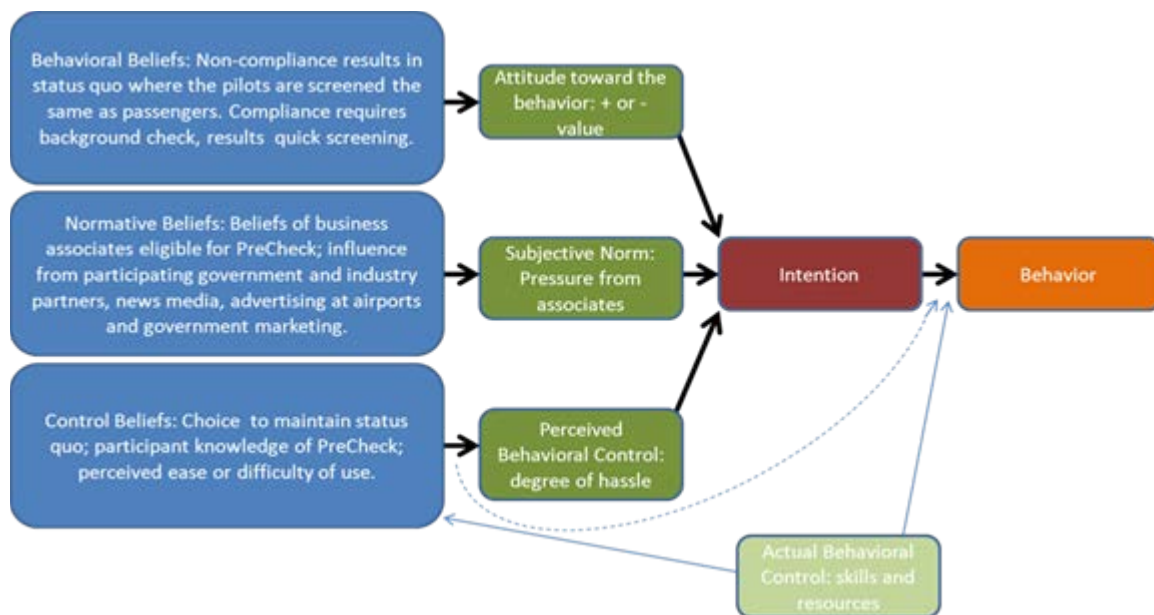 Behavioral Beliefs: Non-compliance results in
status quo where the pilots are screened the
same as passengers. Compliance requires
background check, results quick screening.
Attitude toward the
behavior: + or -
value
Normative Beliefs: Beliefs of business
associates eligible for PreCheck; influence
from participating government and industry
partners, news media, advertising at airports
and government marketing.
Subjective Norm:
Pressure from
associates
Intention
Behavior
Control Beliefs: Choice to maintain status
quo; participant knowledge of PreCheck;
perceived ease or difficulty of use.
Perceived
Behavioral Control:
degree of hassle
Actual Behavioral
Control: skills and
resources